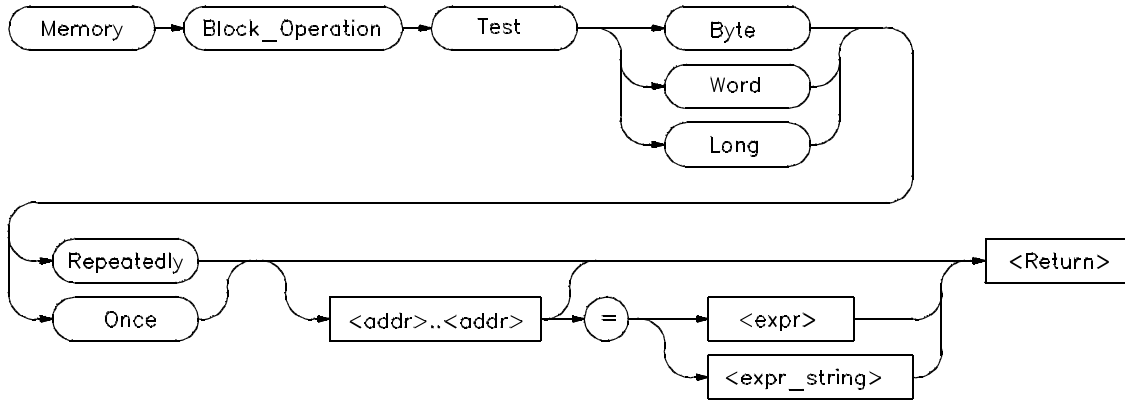 Memory Block_Operation Test Byte
Word
Long
Repeatedly <Return>
Once <addr>..<addr> = <expr>
<expr_string>